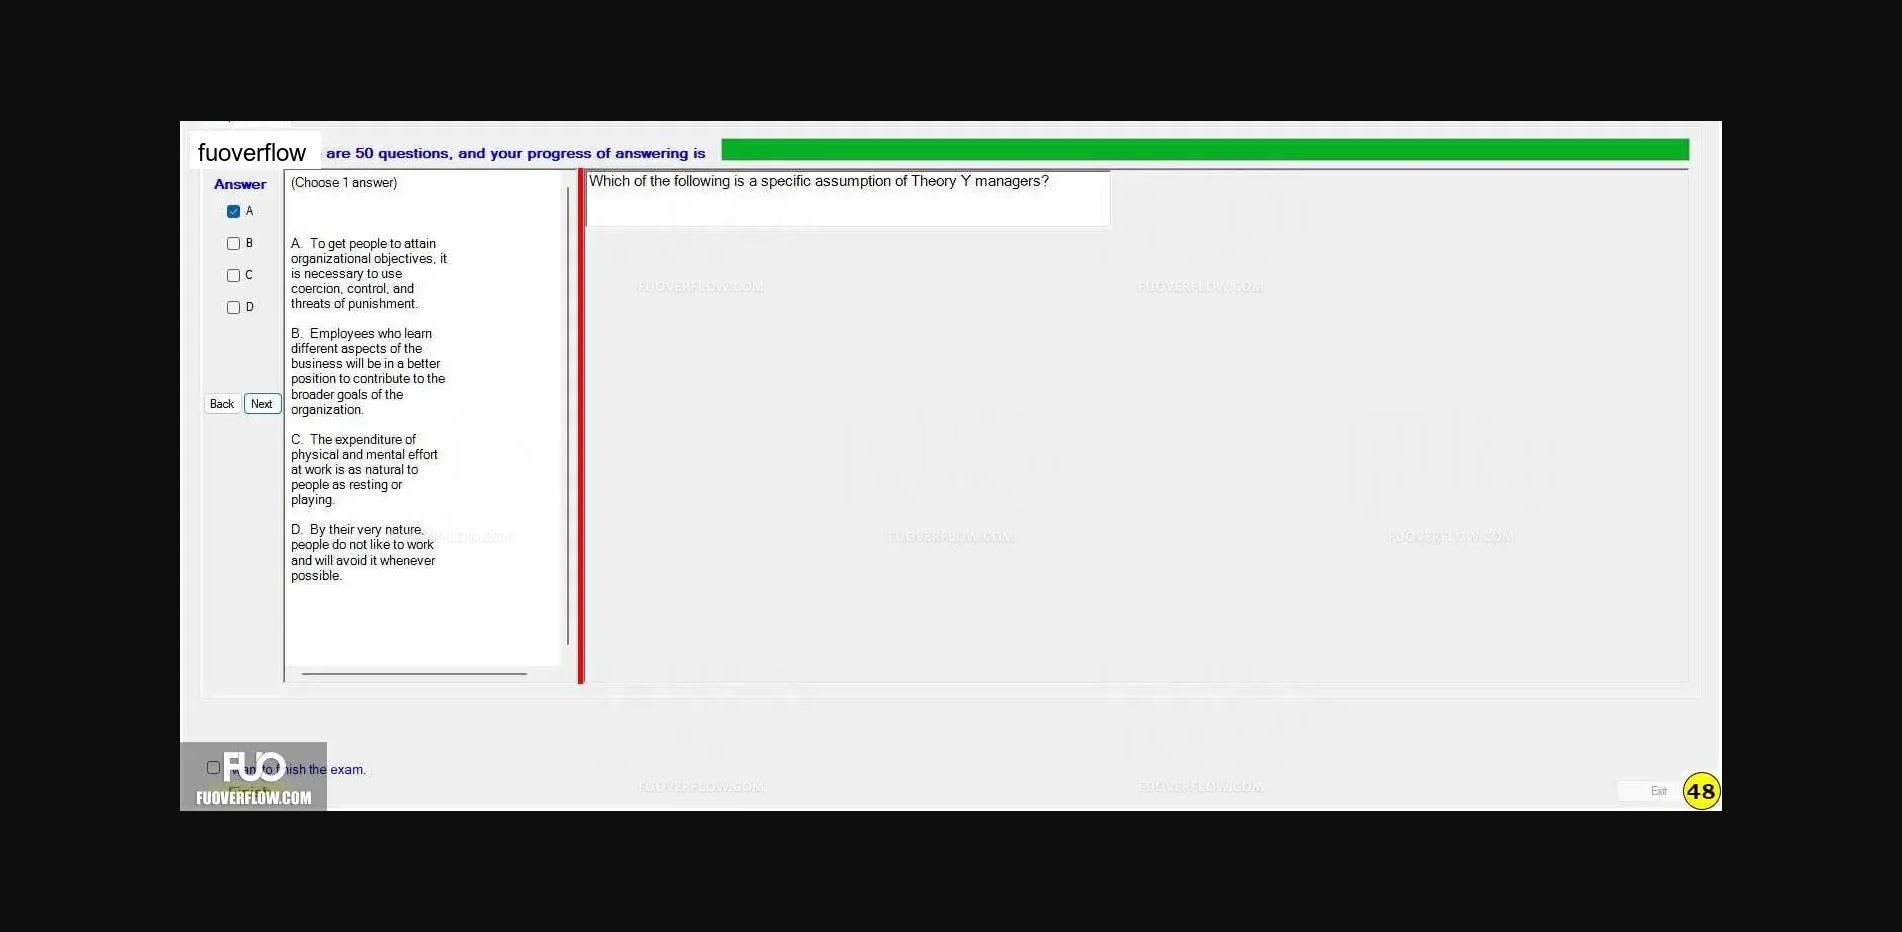 fuoverflow are 50 questions, and your progress of answering is
Answer
A
B
C
D
Back Next
(Choose 1 answer)
A. To get people to attain
organizational objectives, it
is necessary to use
coercion, control, and
threats of punishment.
B. Employees who learn
different aspects of the
business will be in a better
position to contribute to the
broader goals of the
organization.
C. The expenditure of
physical and mental effort
at work is as natural to
people as resting or
playing.
D. By their very nature,
people do not like to work
and will avoid it whenever
possible.
Which of the following is a specific assumption of Theory Y managers?
FUOVERFLOW.COM
FUOVERFLOW.COM
FUOVERFLOW.COM
FUOVERFLOW.COM
FUOVERFLOW.COM
FUOVERFLOW.COM
want to finish the exam.
Finish
FUO
FUOVERFLOW.COM
Exit
48